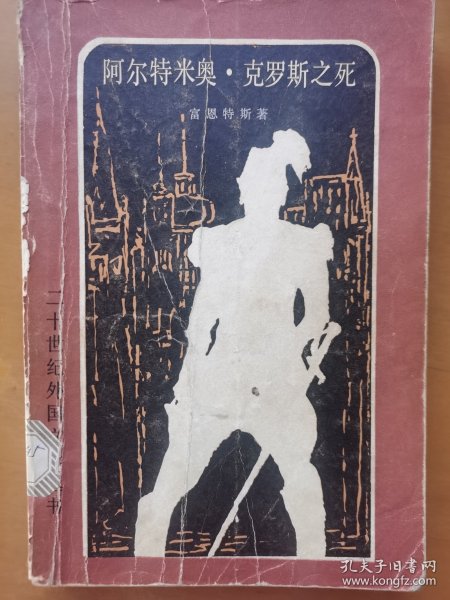 阿尔特米奥·克罗斯之死
富恩特斯著
二十世纪外国
书
孔夫子旧书网
www.kongfz.com